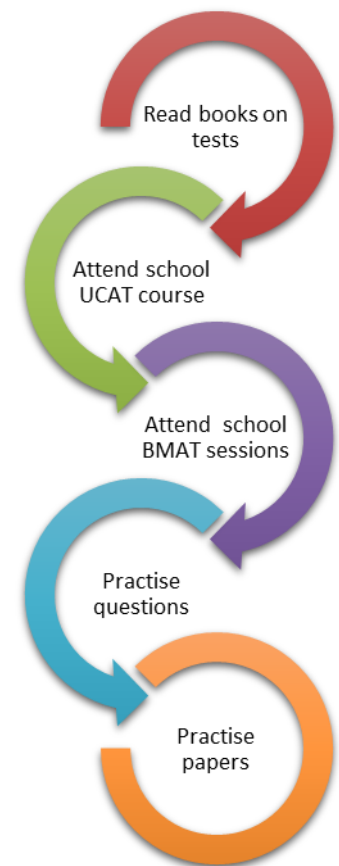 Read books on
tests
Attend school
UCAT course
Attend school
BMAT sessions
Practise
questions
Practise
papers